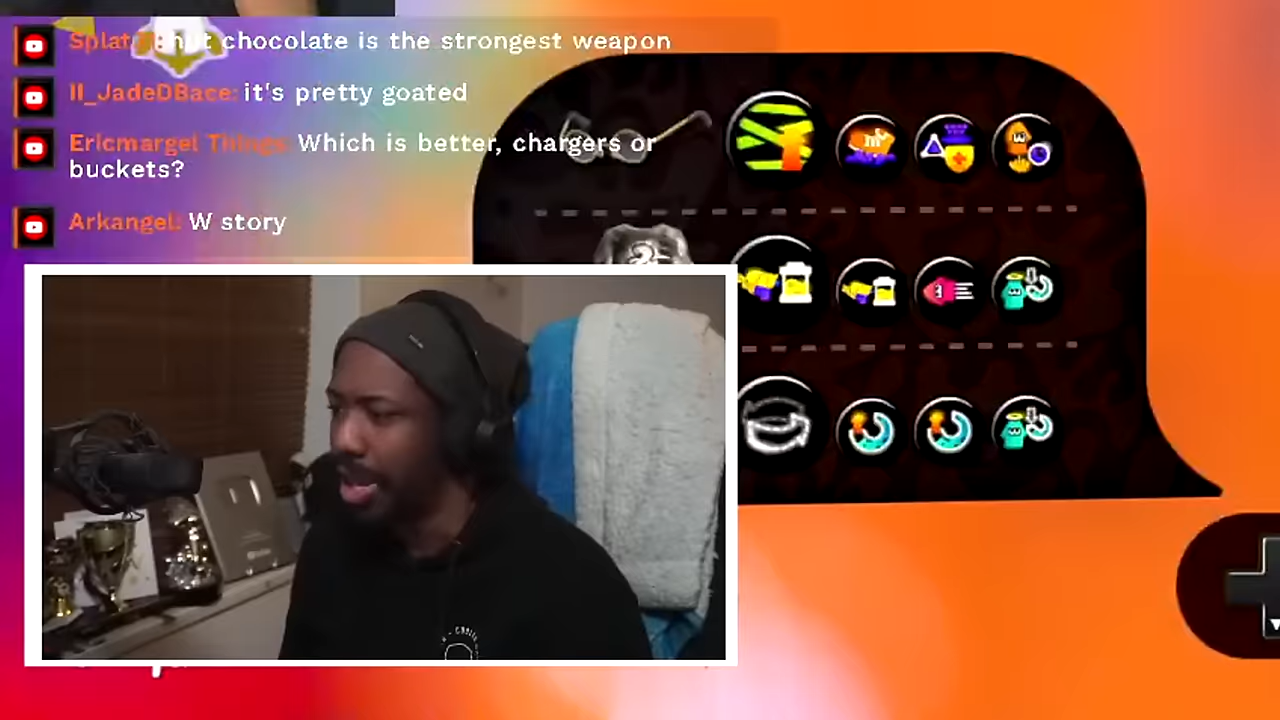 hot chocolate is the strongest weapon
II_JadeDBace: it's pretty goated
Ericmargel Things: Which is better, chargers or
buckets?
Arkangel: W story